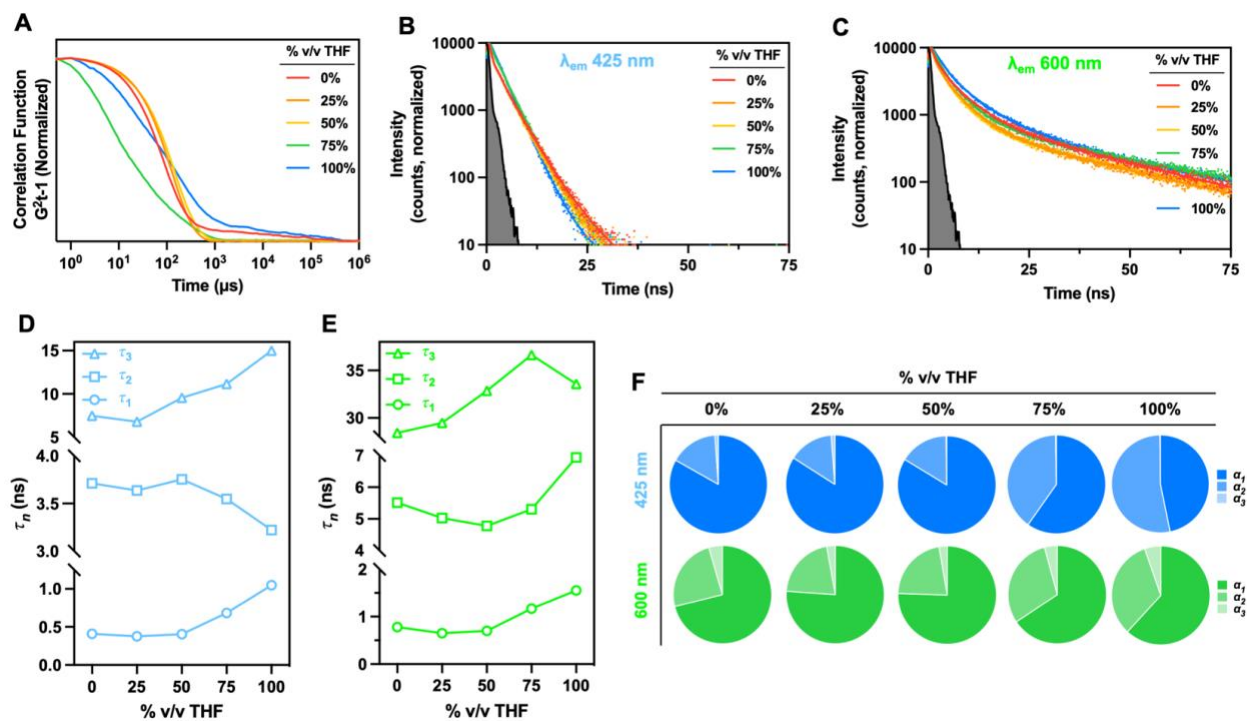 A
Correlation Function
G²t-1 (Normalized)
% v/v THF
0%
25%
50%
75%
100%
10⁰ 10¹ 10² 10³ 10⁴ 10⁵ 10⁶
Time (µs)
B
λem 425 nm
Intensity
(counts, normalized)
10000
1000
100
10
% v/v THF
0%
25%
50%
75%
100%
0 25 50 75
Time (ns)
C
λem 600 nm
Intensity
(counts, normalized)
10000
1000
100
10
% v/v THF
0%
25%
50%
75%
100%
0 25 50 75
Time (ns)
D
τn (ns)
τ3
τ2
τ1
15
10
5
4.0
3.5
3.0
1.0
0.5
0.0
0 25 50 75 100
% v/v THF
E
τn (ns)
τ3
τ2
τ1
35
30
7
6
5
4
2
1
0
0 25 50 75 100
% v/v THF
F
% v/v THF
0% 25% 50% 75% 100%
425 nm
α1
α2
α3
600 nm
α1
α2
α3